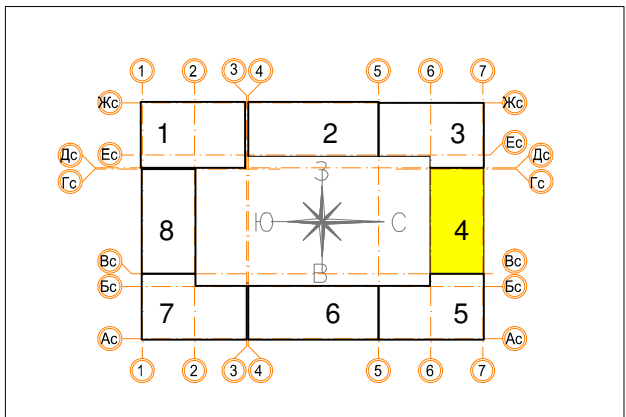 1 2 3 4 5 6 7
Жс Жс
1 2 3
Ес Ес
Дс Дс
Гс Гс
З
Ю С
8 4
В
Вс Вс
Бс Бс
7 6 5
Ас Ас
1 2 3 4 5 6 7